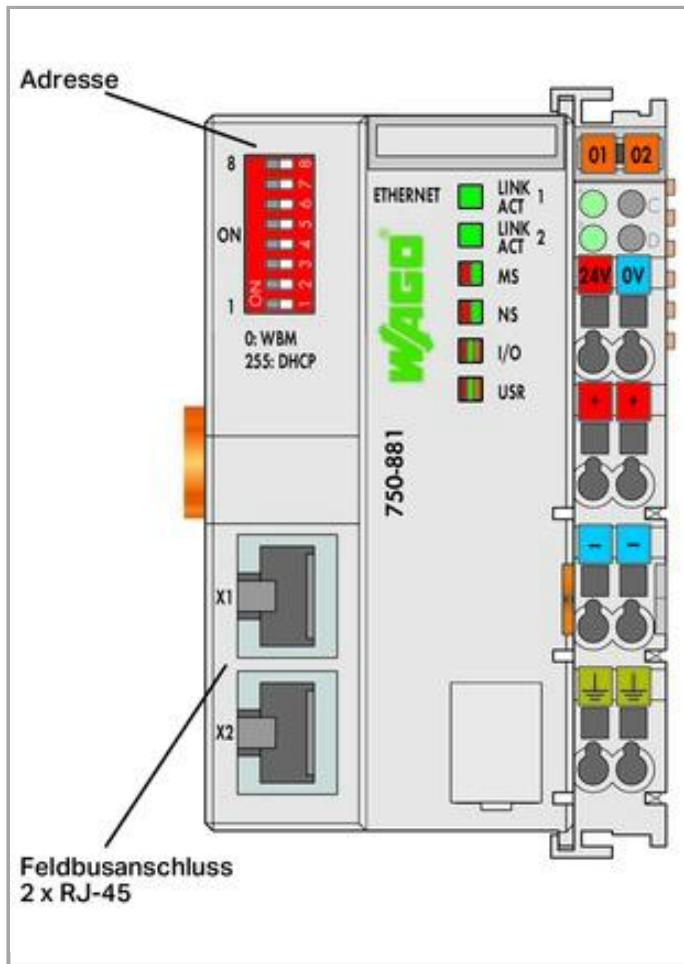 Adresse
8
ON
1
ON
8
7
6
5
4
3
2
1
0: WBM
255: DHCP
ETHERNET
LINK
ACT 1
LINK
ACT 2
MS
NS
I/O
USR
WAGO
750-881
01 02
C
D
24V 0V
+ +
− −
X1
X2
Feldbusanschluss
2 x RJ-45